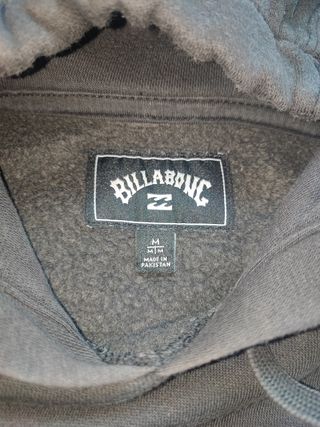 BILLABONG
M
M | M
MADE IN
PAKISTAN